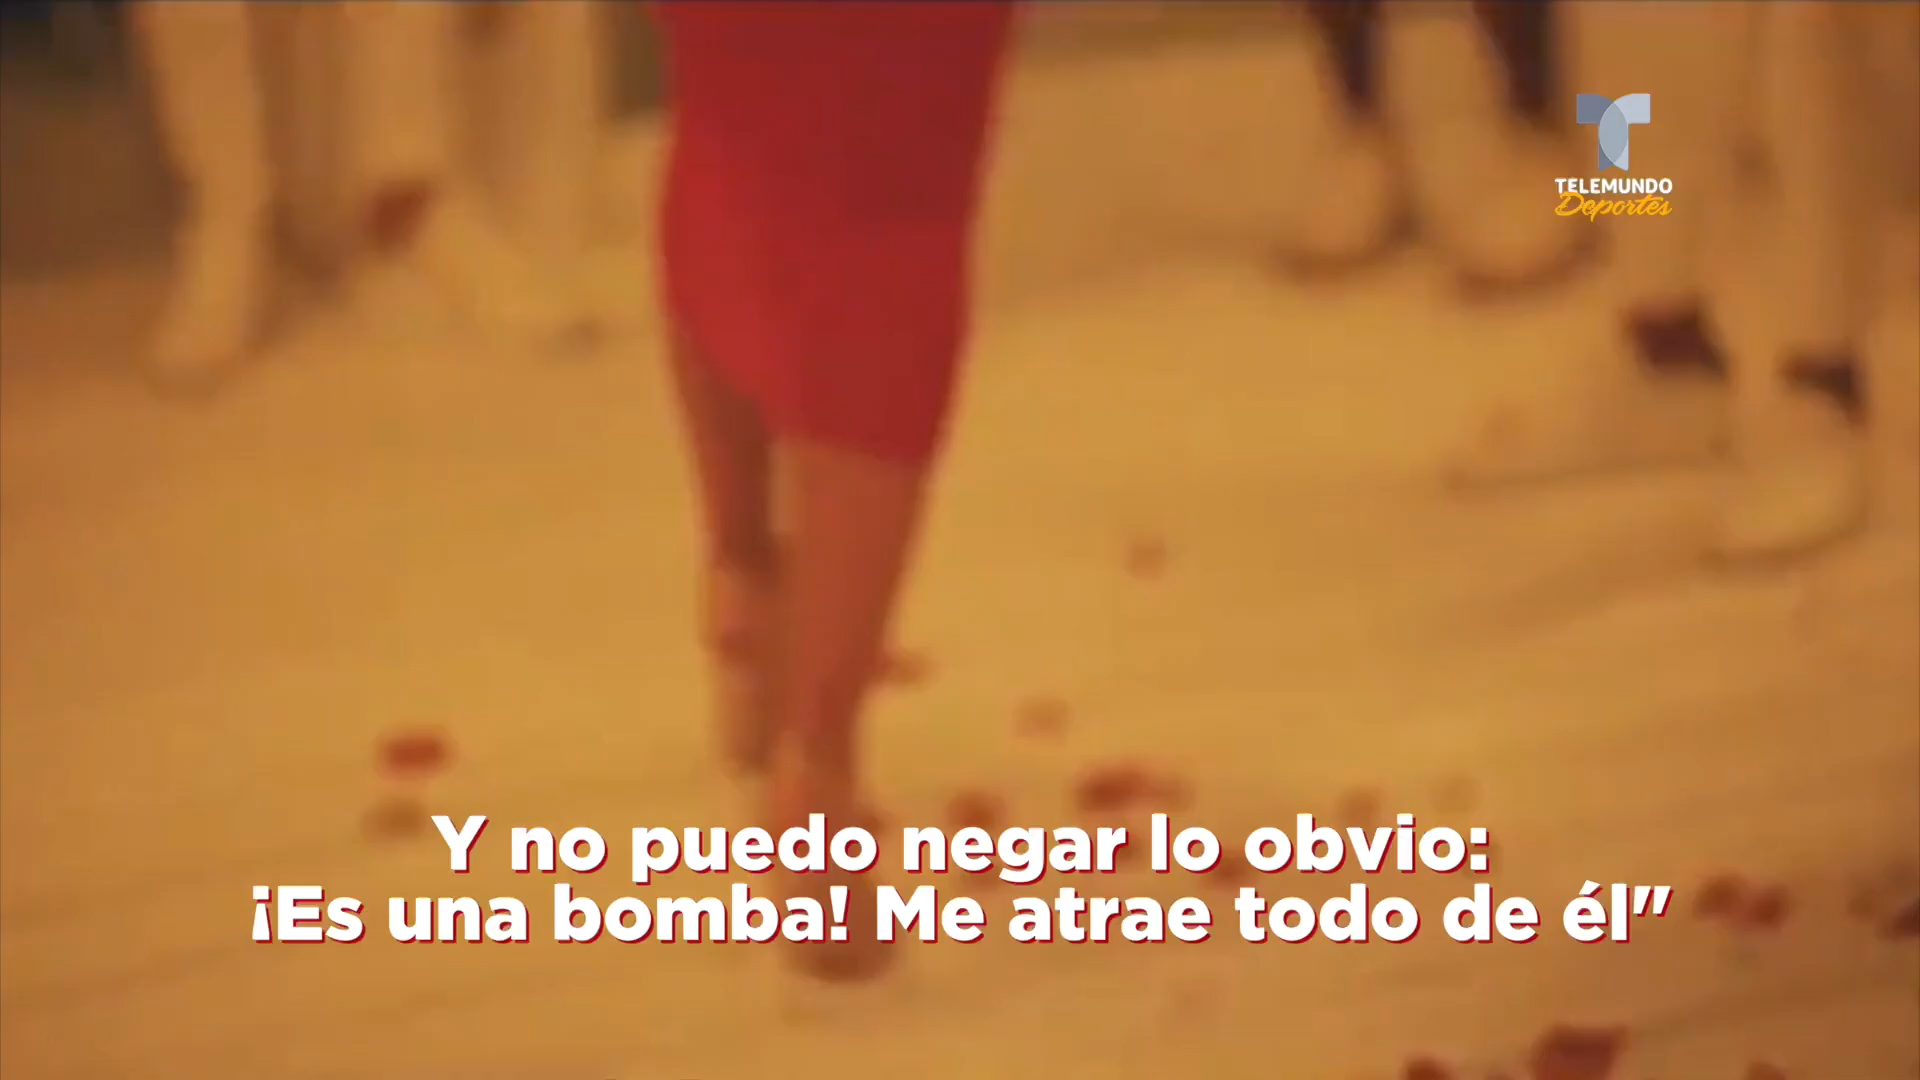 TELEMUNDO
Deportes
Y no puedo negar lo obvio:
¡Es una bomba! Me atrae todo de él"